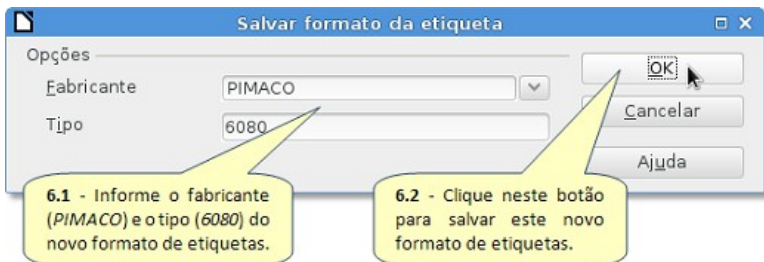 Salvar formato da etiqueta
Opções
Fabricante
PIMACO
OK
Tipo
6080
Cancelar
Ajuda
6.1 - Informe o fabricante
(PIMACO) e o tipo (6080) do
novo formato de etiquetas.
6.2 - Clique neste botão
para salvar este novo
formato de etiquetas.